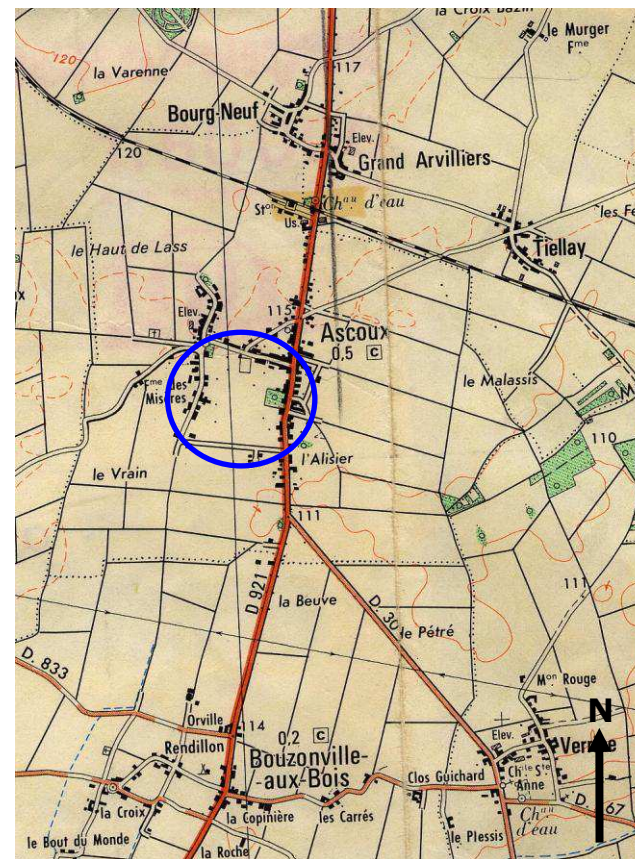 la Croix Bazin
le Murger
Fme
120
la Varenne
117
Bourg-Neuf
Elev.
120
Grand Arvilliers
Ston
Chau d'eau
Us.
les Fe
Tiellay
le Haut de Lass
x
Elev.
115
Ascoux
0,5 C
Fme des
Misères
le Malassis
M
110
l'Alisier
le Vrain
111
D 921
la Beuve
D. 30
le Pétré
111
D. 833
Mon Rouge
N
Orville
114
0,2 C
Elev.
Rendillon
Bouzonville-
-aux-Bois
Clos Guichard
Chlle Ste
Anne
D. 67
la Croix
la Copinière
les Carrés
Chau
d'eau
le Bout du Monde
la Roche
le Plessis